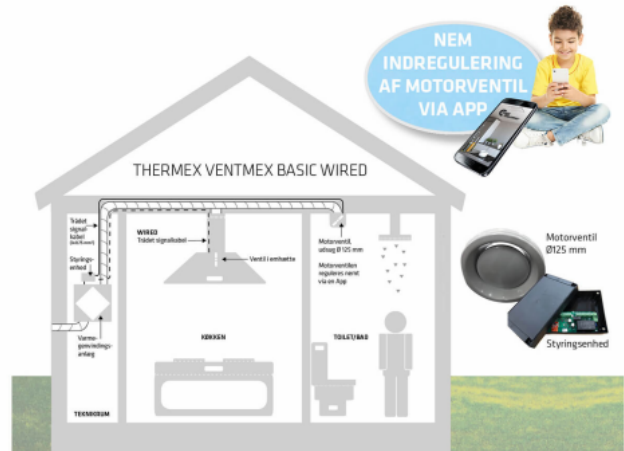 NEM
INDREGULERING
AF MOTORVENTIL
VIA APP
THERMEX VENTMEX BASIC WIRED
Trådet
signal-
kabel
Styrings-
enhed
WIRED
Trådet signalkabel
Ventil i emhætte
Motorventil,
udsug Ø 125 mm
Motorventilen
reguleres nemt
via en App
Motorventil
Ø125 mm
Styringsenhed
Varme-
genvindings-
anlæg
KØKKEN
TOILET/BAD
TEKNIKRUM